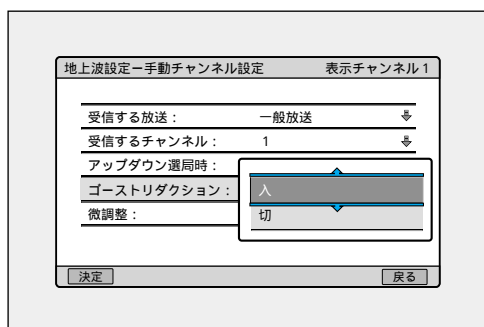 地上波設定ー手動チャンネル設定 表示チャンネル 1
受信する放送： 一般放送
受信するチャンネル： 1
アップダウン選局時：
ゴーストリダクション： 入
微調整： 切
決定 戻る